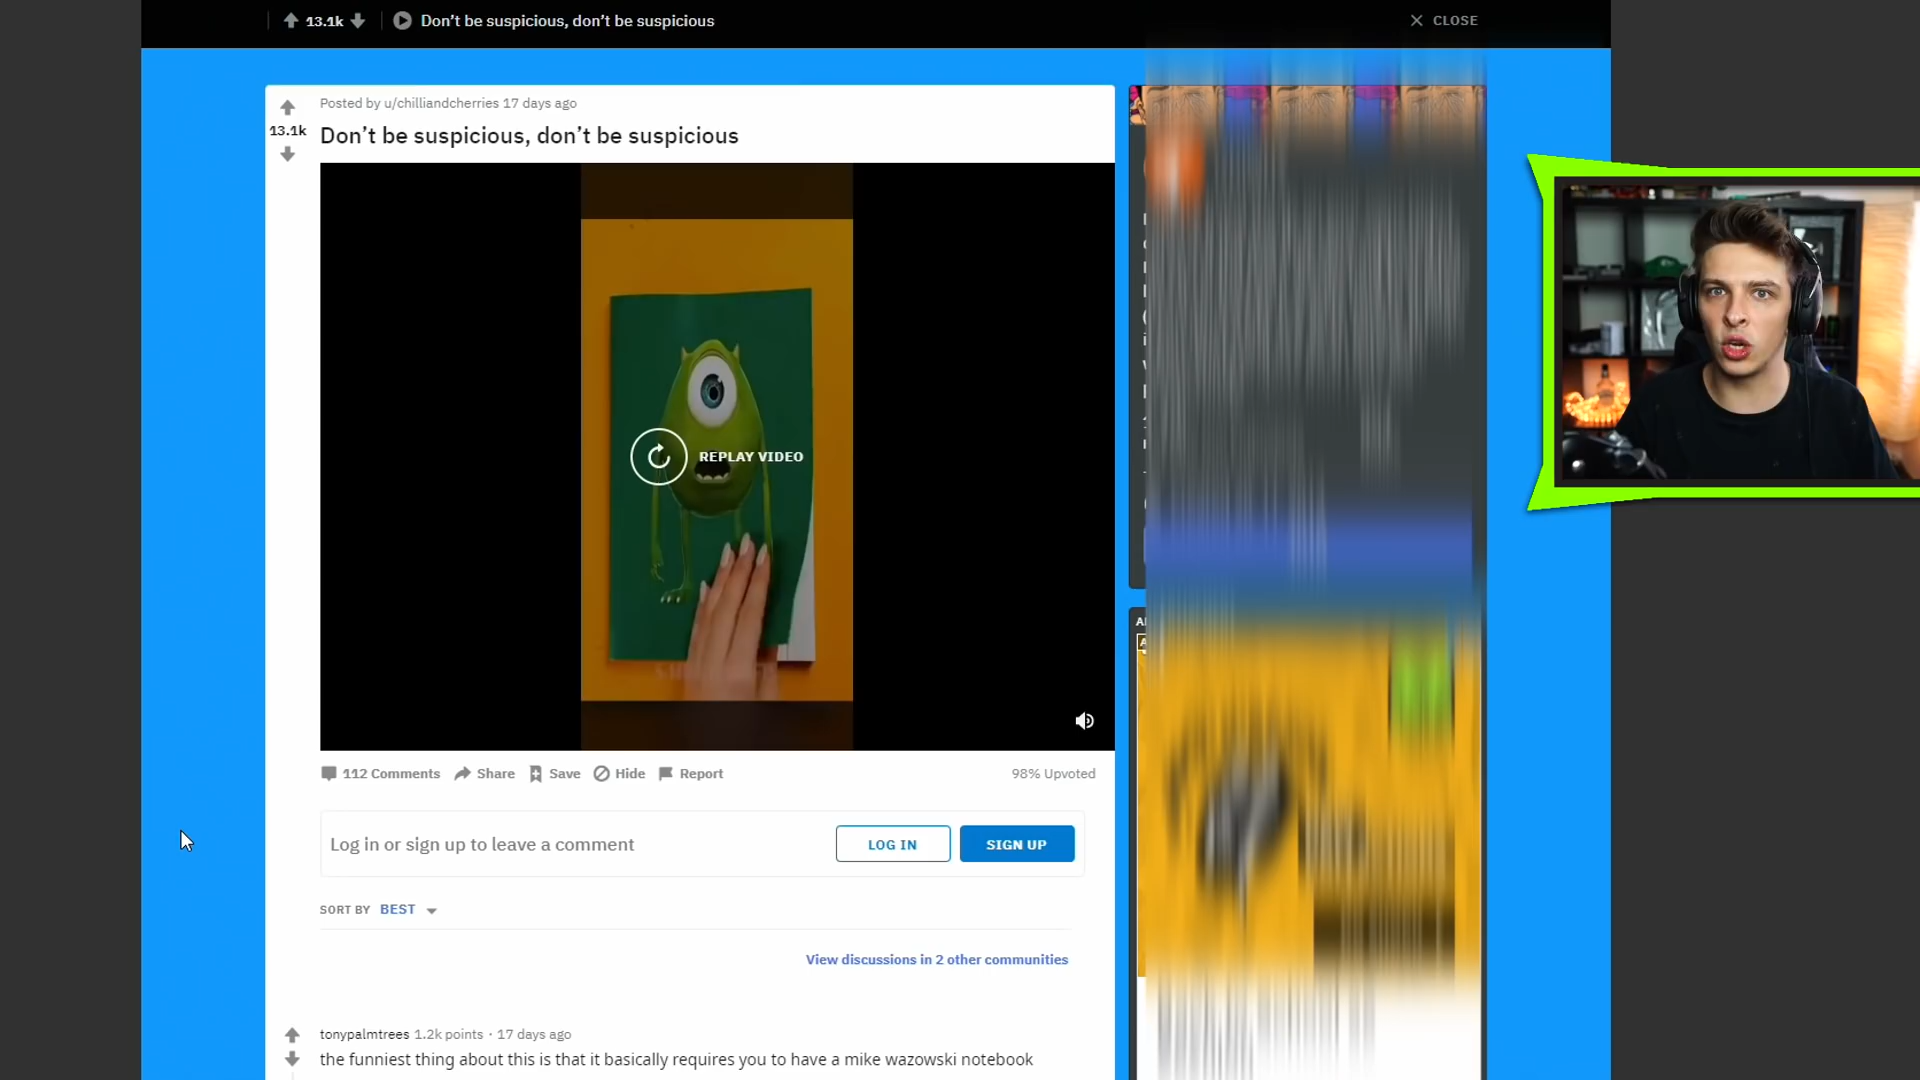 13.1k
Don't be suspicious, don't be suspicious
CLOSE
Posted by u/chilliandcherries 17 days ago
13.1k
Don't be suspicious, don't be suspicious
REPLAY VIDEO
112 Comments
Share
Save
Hide
Report
98% Upvoted
Log in or sign up to leave a comment
LOG IN
SIGN UP
SORT BY BEST
View discussions in 2 other communities
tonypalmtrees 1.2k points · 17 days ago
the funniest thing about this is that it basically requires you to have a mike wazowski notebook